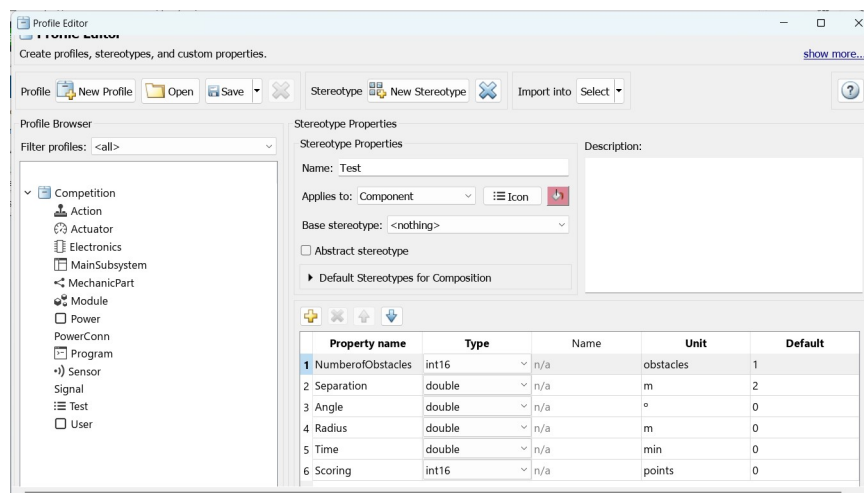 Profile Editor
Profile Editor
Create profiles, stereotypes, and custom properties.
show more...
Profile New Profile Open Save Stereotype New Stereotype Import into Select ?
Profile Browser
Filter profiles: <all>
Competition
Action
Actuator
Electronics
MainSubsystem
MechanicPart
Module
Power
PowerConn
Program
Sensor
Signal
Test
User
Stereotype Properties
Stereotype Properties
Name: Test
Applies to: Component Icon
Base stereotype: <nothing>
Abstract stereotype
Default Stereotypes for Composition
Description:
Property name Type Name Unit Default
1 NumberofObstacles int16 n/a obstacles 1
2 Separation double n/a m 2
3 Angle double n/a º 0
4 Radius double n/a m 0
5 Time double n/a min 0
6 Scoring int16 n/a points 0